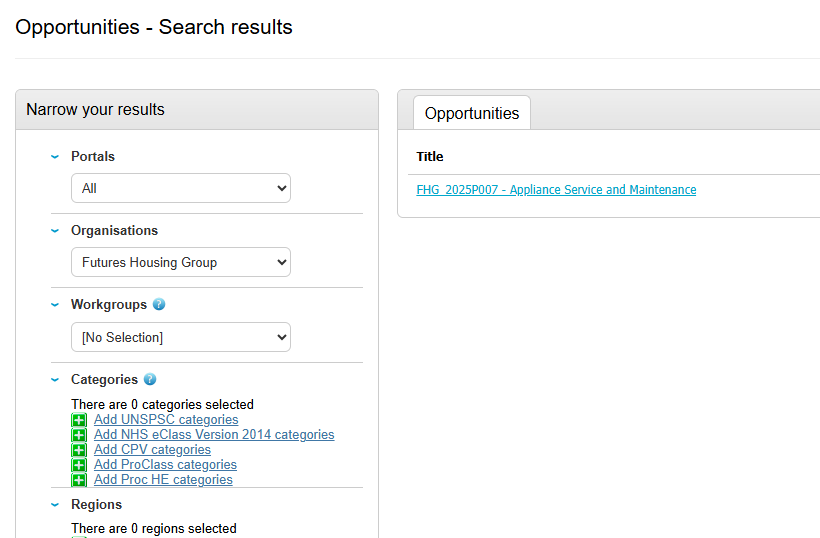 Opportunities - Search results
Narrow your results
Portals
All
Organisations
Futures Housing Group
Workgroups ?
[No Selection]
Categories ?
There are 0 categories selected
Add UNSPSC categories
Add NHS eClass Version 2014 categories
Add CPV categories
Add ProClass categories
Add Proc HE categories
Regions
There are 0 regions selected
Opportunities
Title
FHG_2025P007 - Appliance Service and Maintenance